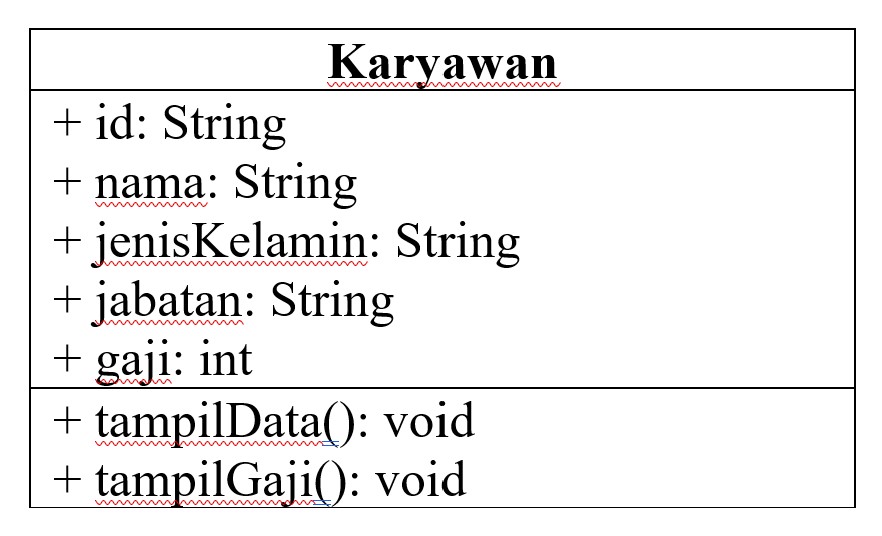 Karyawan
+ id: String
+ nama: String
+ jenisKelamin: String
+ jabatan: String
+ gaji: int
+ tampilData(): void
+ tampilGaji(): void